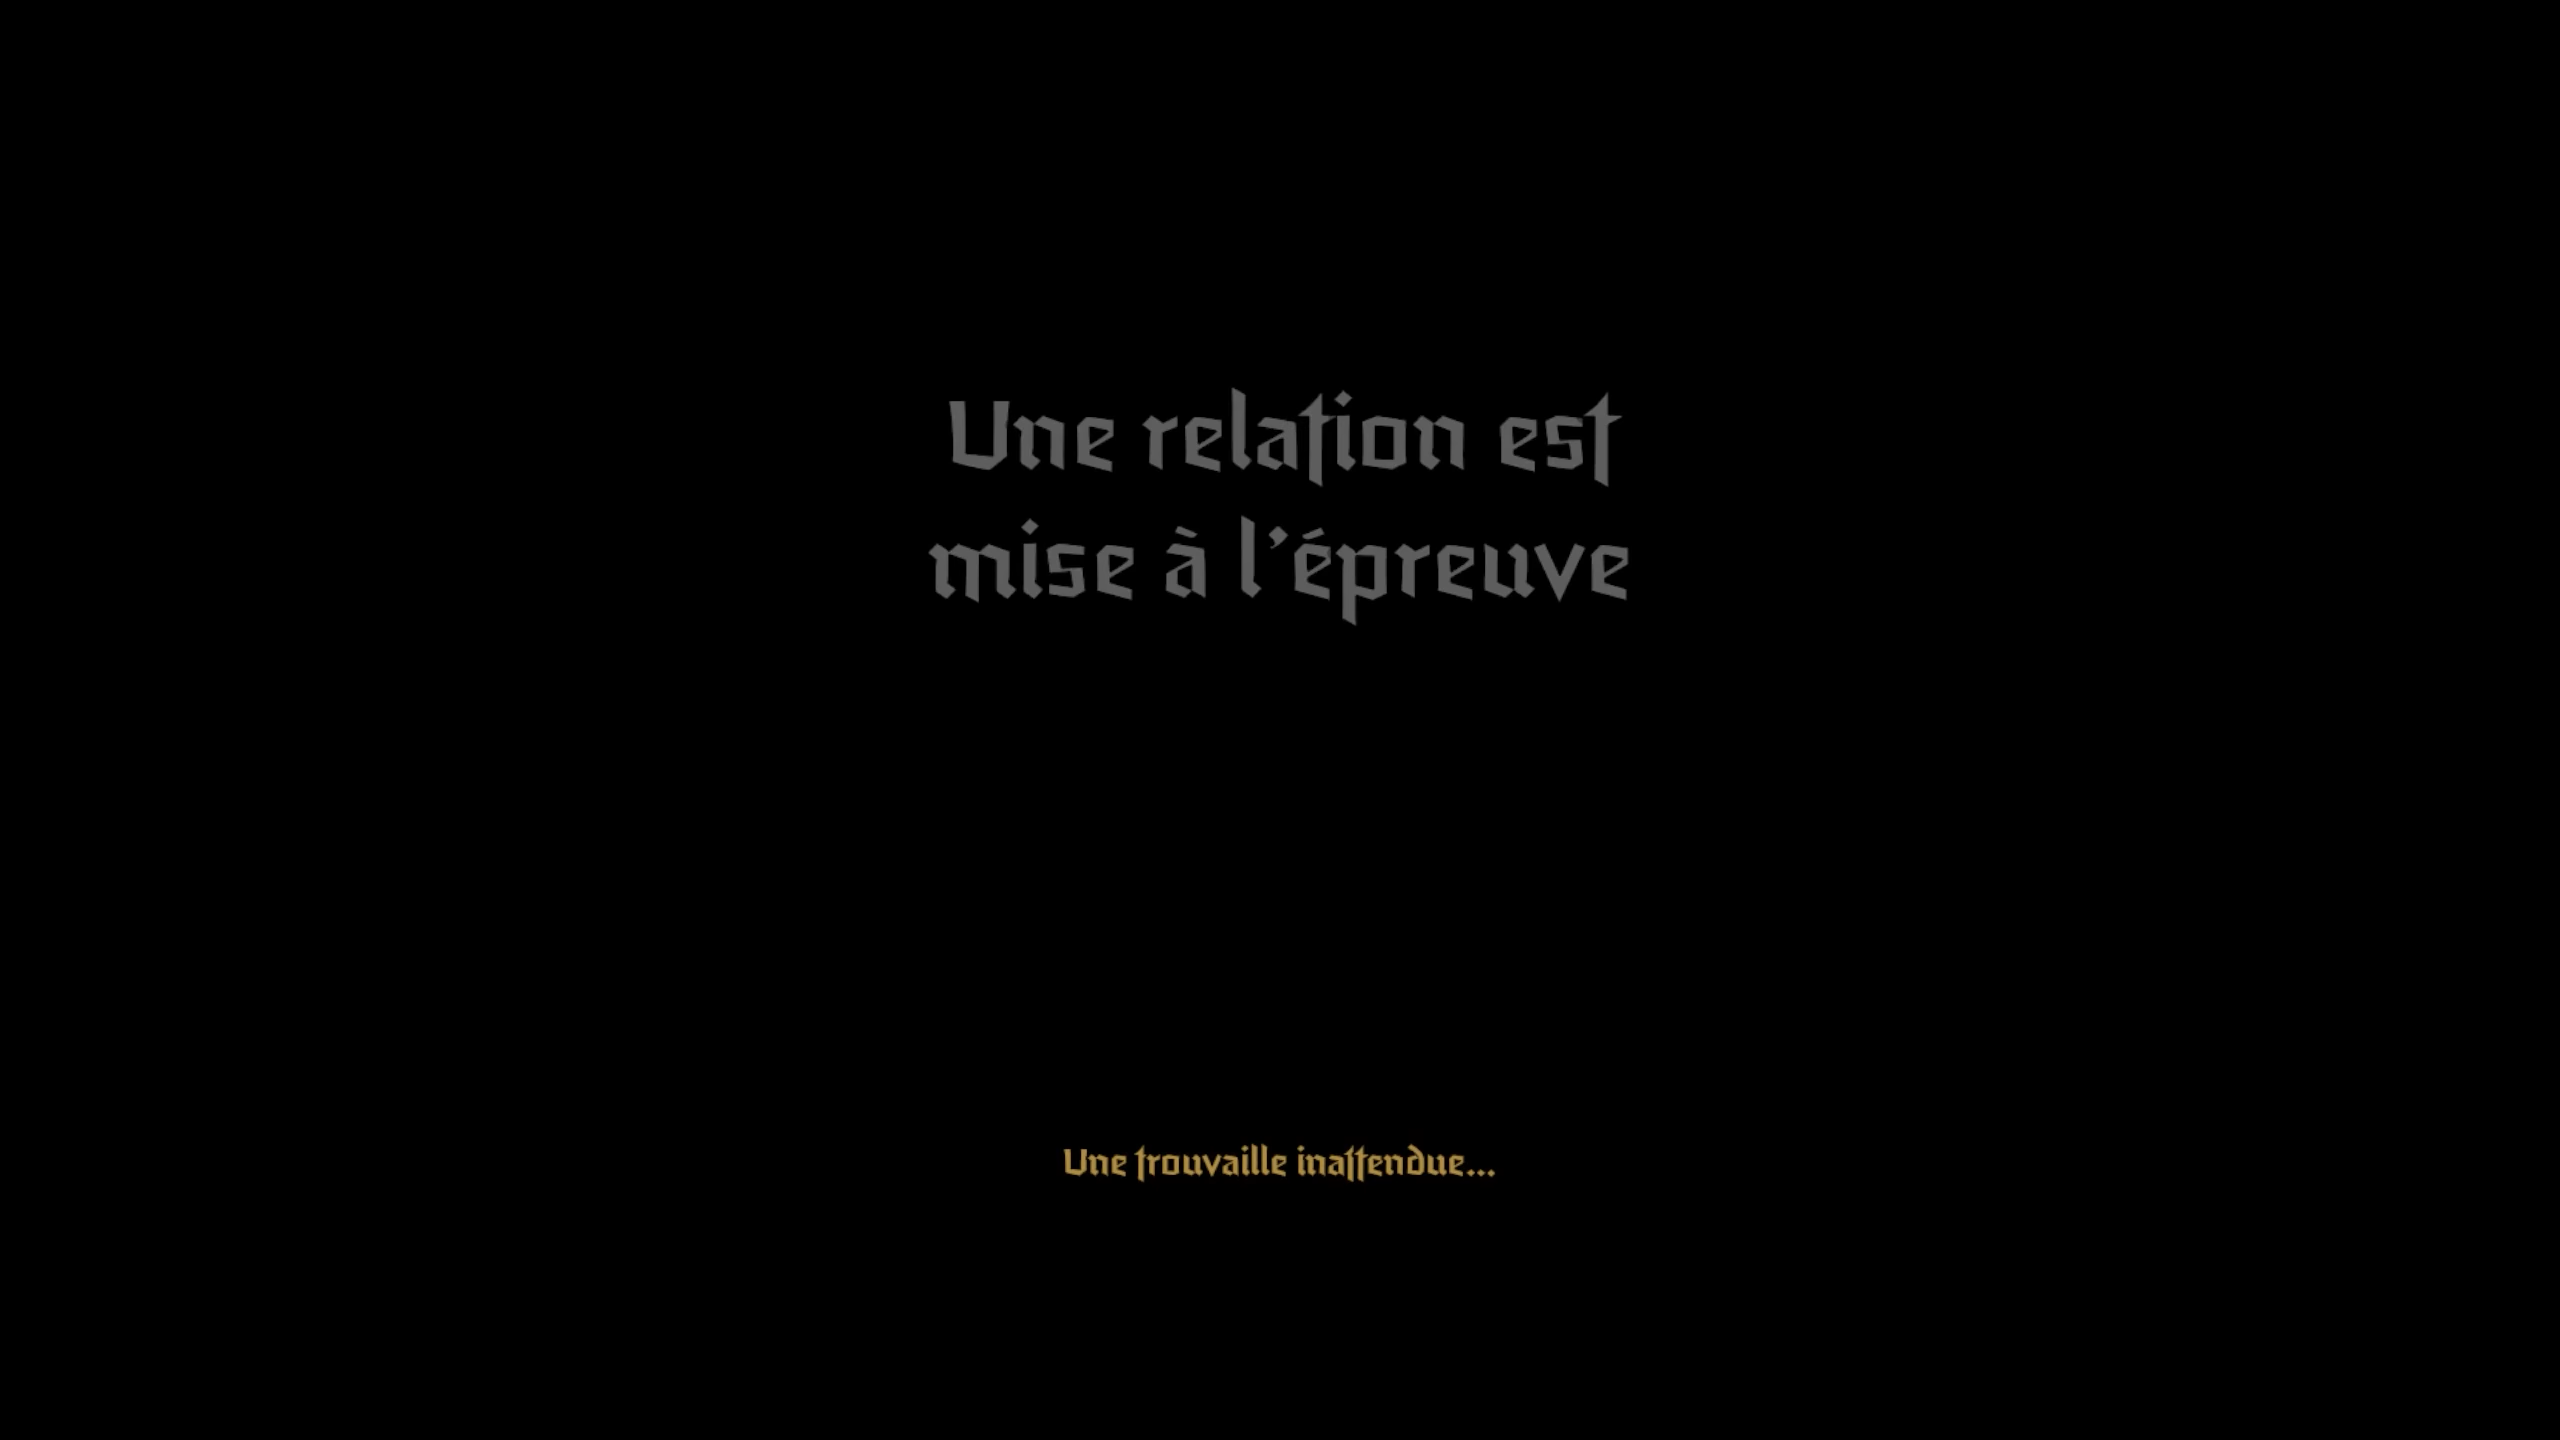 Une relation est
mise à l’épreuve
Une trouvaille inattendue...